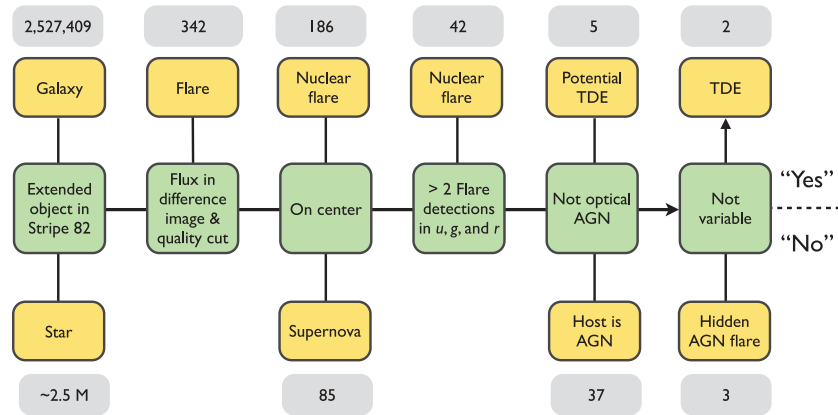 2,527,409
342
186
42
5
2
Galaxy
Flare
Nuclear
flare
Nuclear
flare
Potential
TDE
TDE
Extended
object in
Stripe 82
Flux in
difference
image &
quality cut
On center
> 2 Flare
detections
in u, g, and r
Not optical
AGN
Not
variable
"Yes"
"No"
Star
Supernova
Host is
AGN
Hidden
AGN flare
~2.5 M
85
37
3